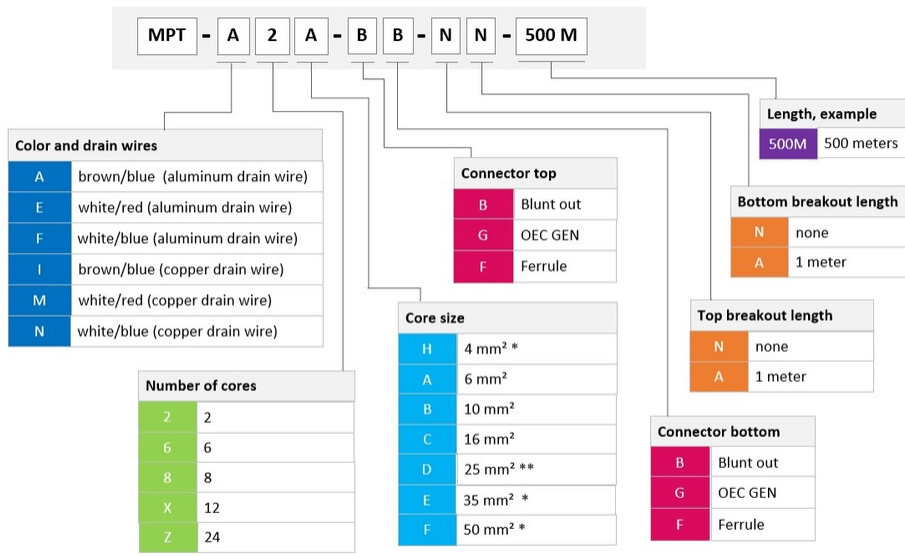 MPT - A 2 A - B B - N N - 500 M
Length, example
500M 500 meters
Color and drain wires
A brown/blue (aluminum drain wire)
E white/red (aluminum drain wire)
F white/blue (aluminum drain wire)
I brown/blue (copper drain wire)
M white/red (copper drain wire)
N white/blue (copper drain wire)
Connector top
B Blunt out
G OEC GEN
F Ferrule
Bottom breakout length
N none
A 1 meter
Core size
H 4 mm² *
A 6 mm²
B 10 mm²
C 16 mm²
D 25 mm² **
E 35 mm² *
F 50 mm² *
Top breakout length
N none
A 1 meter
Number of cores
2 2
6 6
8 8
X 12
Z 24
Connector bottom
B Blunt out
G OEC GEN
F Ferrule